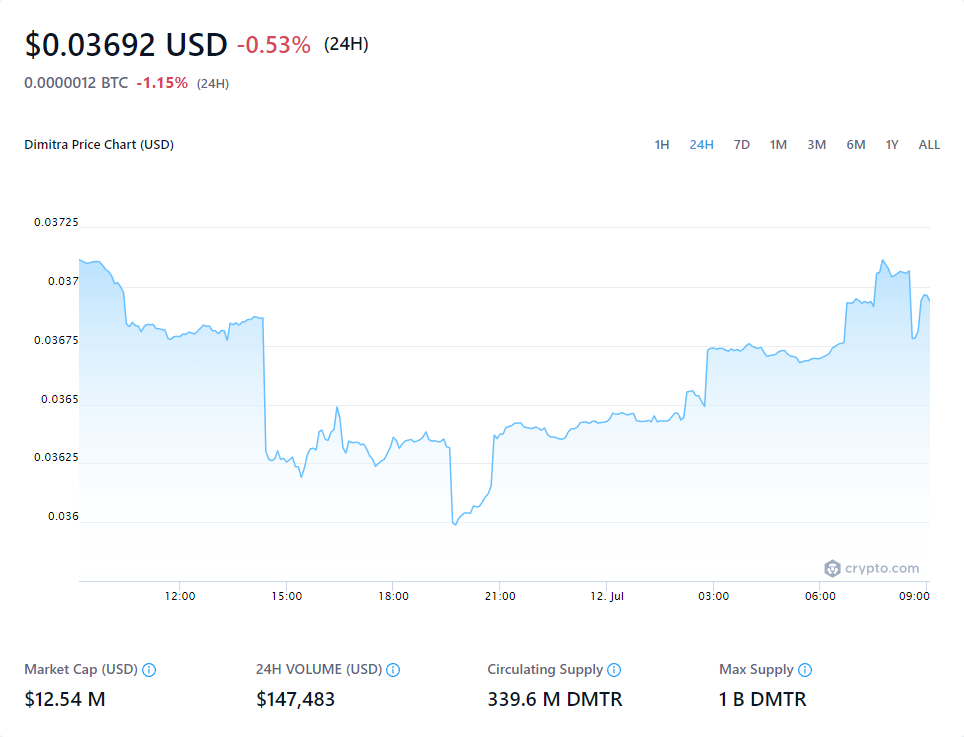 $0.03692 USD -0.53% (24H)
0.0000012 BTC -1.15% (24H)
Dimitra Price Chart (USD)
1H 24H 7D 1M 3M 6M 1Y ALL
0.03725
0.037
0.03675
0.0365
0.03625
0.036
crypto.com
12:00 15:00 18:00 21:00 12. Jul 03:00 06:00 09:00
Market Cap (USD) 24H VOLUME (USD) Circulating Supply Max Supply
$12.54 M $147,483 339.6 M DMTR 1 B DMTR